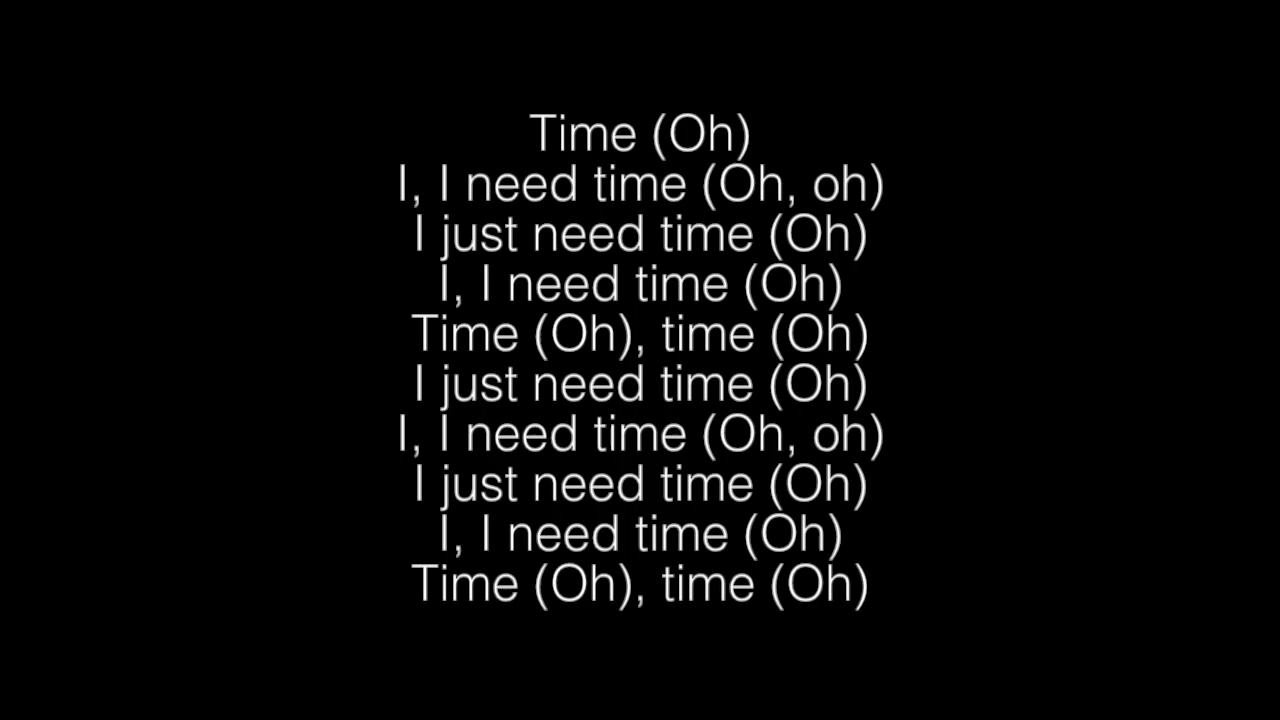 Time (Oh)
I, I need time (Oh, oh)
I just need time (Oh)
I, I need time (Oh)
Time (Oh), time (Oh)
I just need time (Oh)
I, I need time (Oh, oh)
I just need time (Oh)
I, I need time (Oh)
Time (Oh), time (Oh)